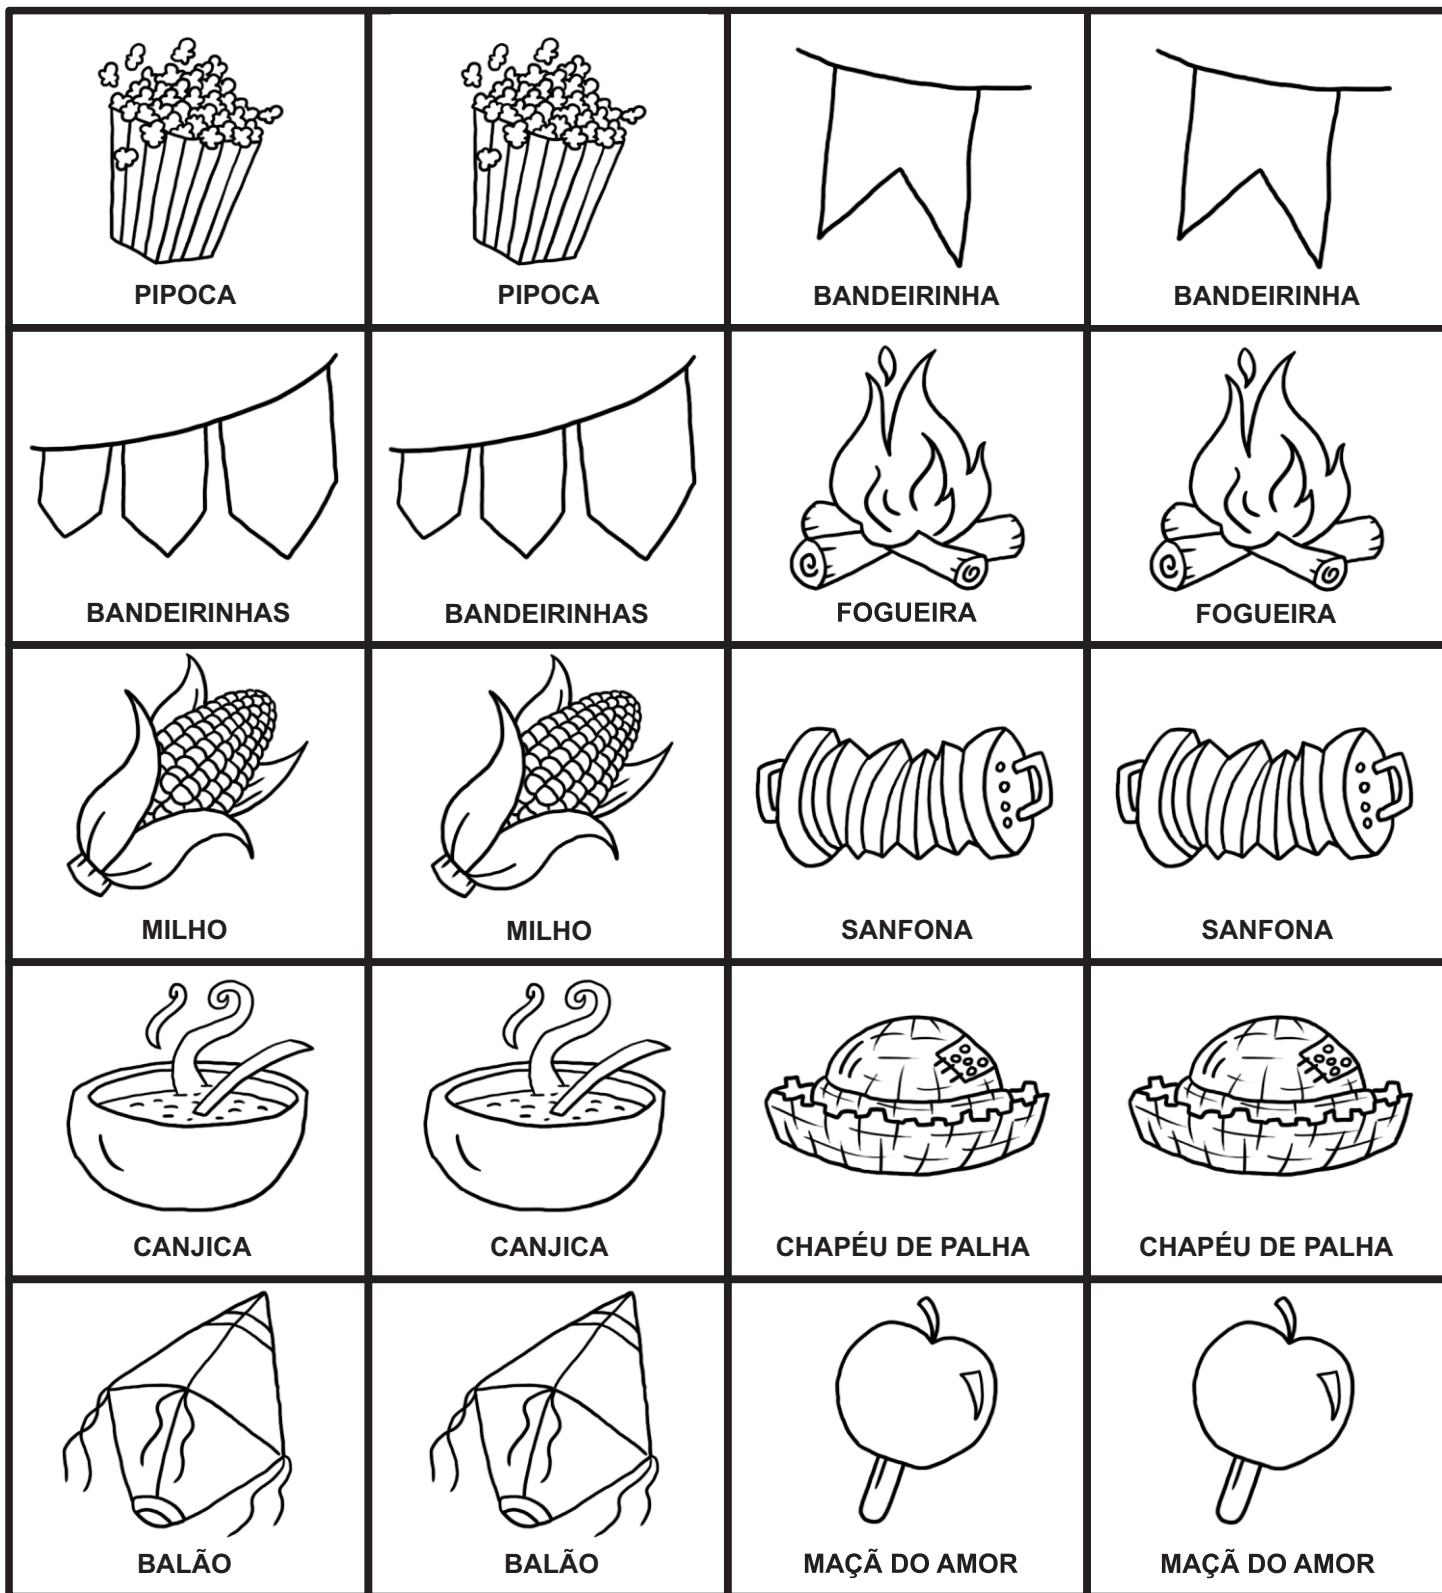 PIPOCA
PIPOCA
BANDEIRINHA
BANDEIRINHA
BANDEIRINHAS
BANDEIRINHAS
FOGUEIRA
FOGUEIRA
MILHO
MILHO
SANFONA
SANFONA
CANJICA
CANJICA
CHAPÉU DE PALHA
CHAPÉU DE PALHA
BALÃO
BALÃO
MAÇÃ DO AMOR
MAÇÃ DO AMOR